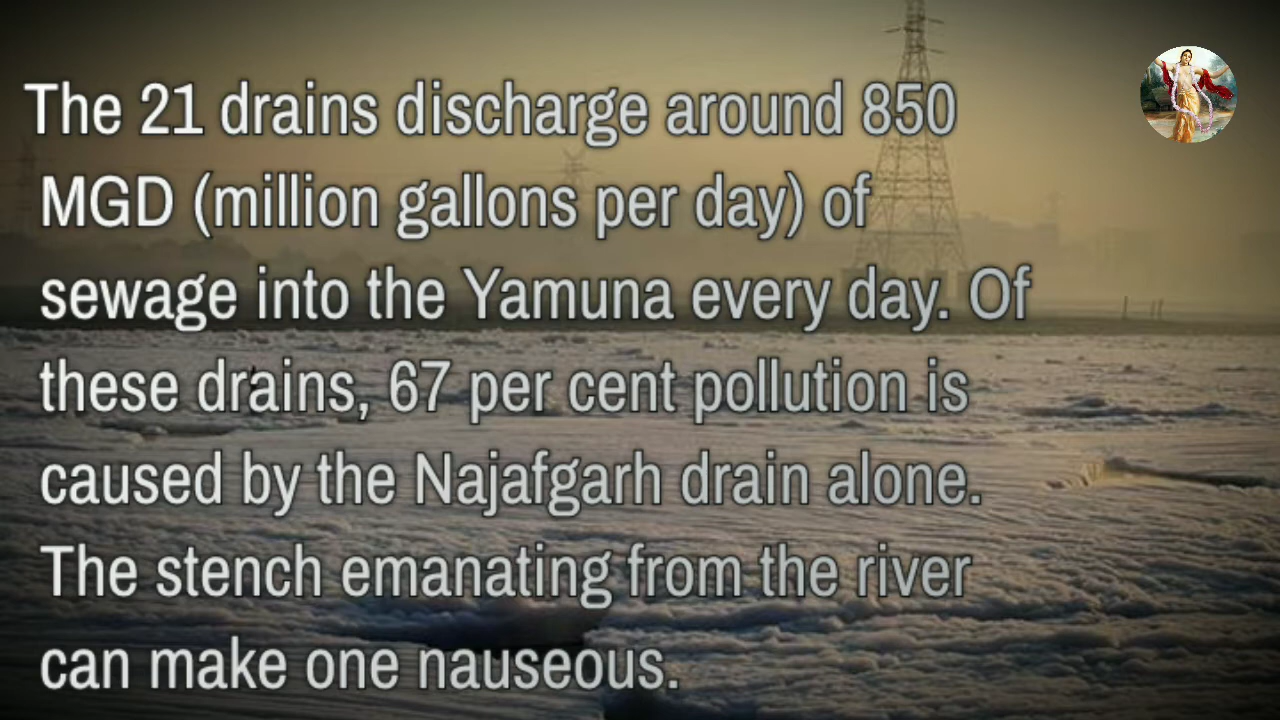 The 21 drains discharge around 850
MGD (million gallons per day) of
sewage into the Yamuna every day. Of
these drains, 67 per cent pollution is
caused by the Najafgarh drain alone.
The stench emanating from the river
can make one nauseous.